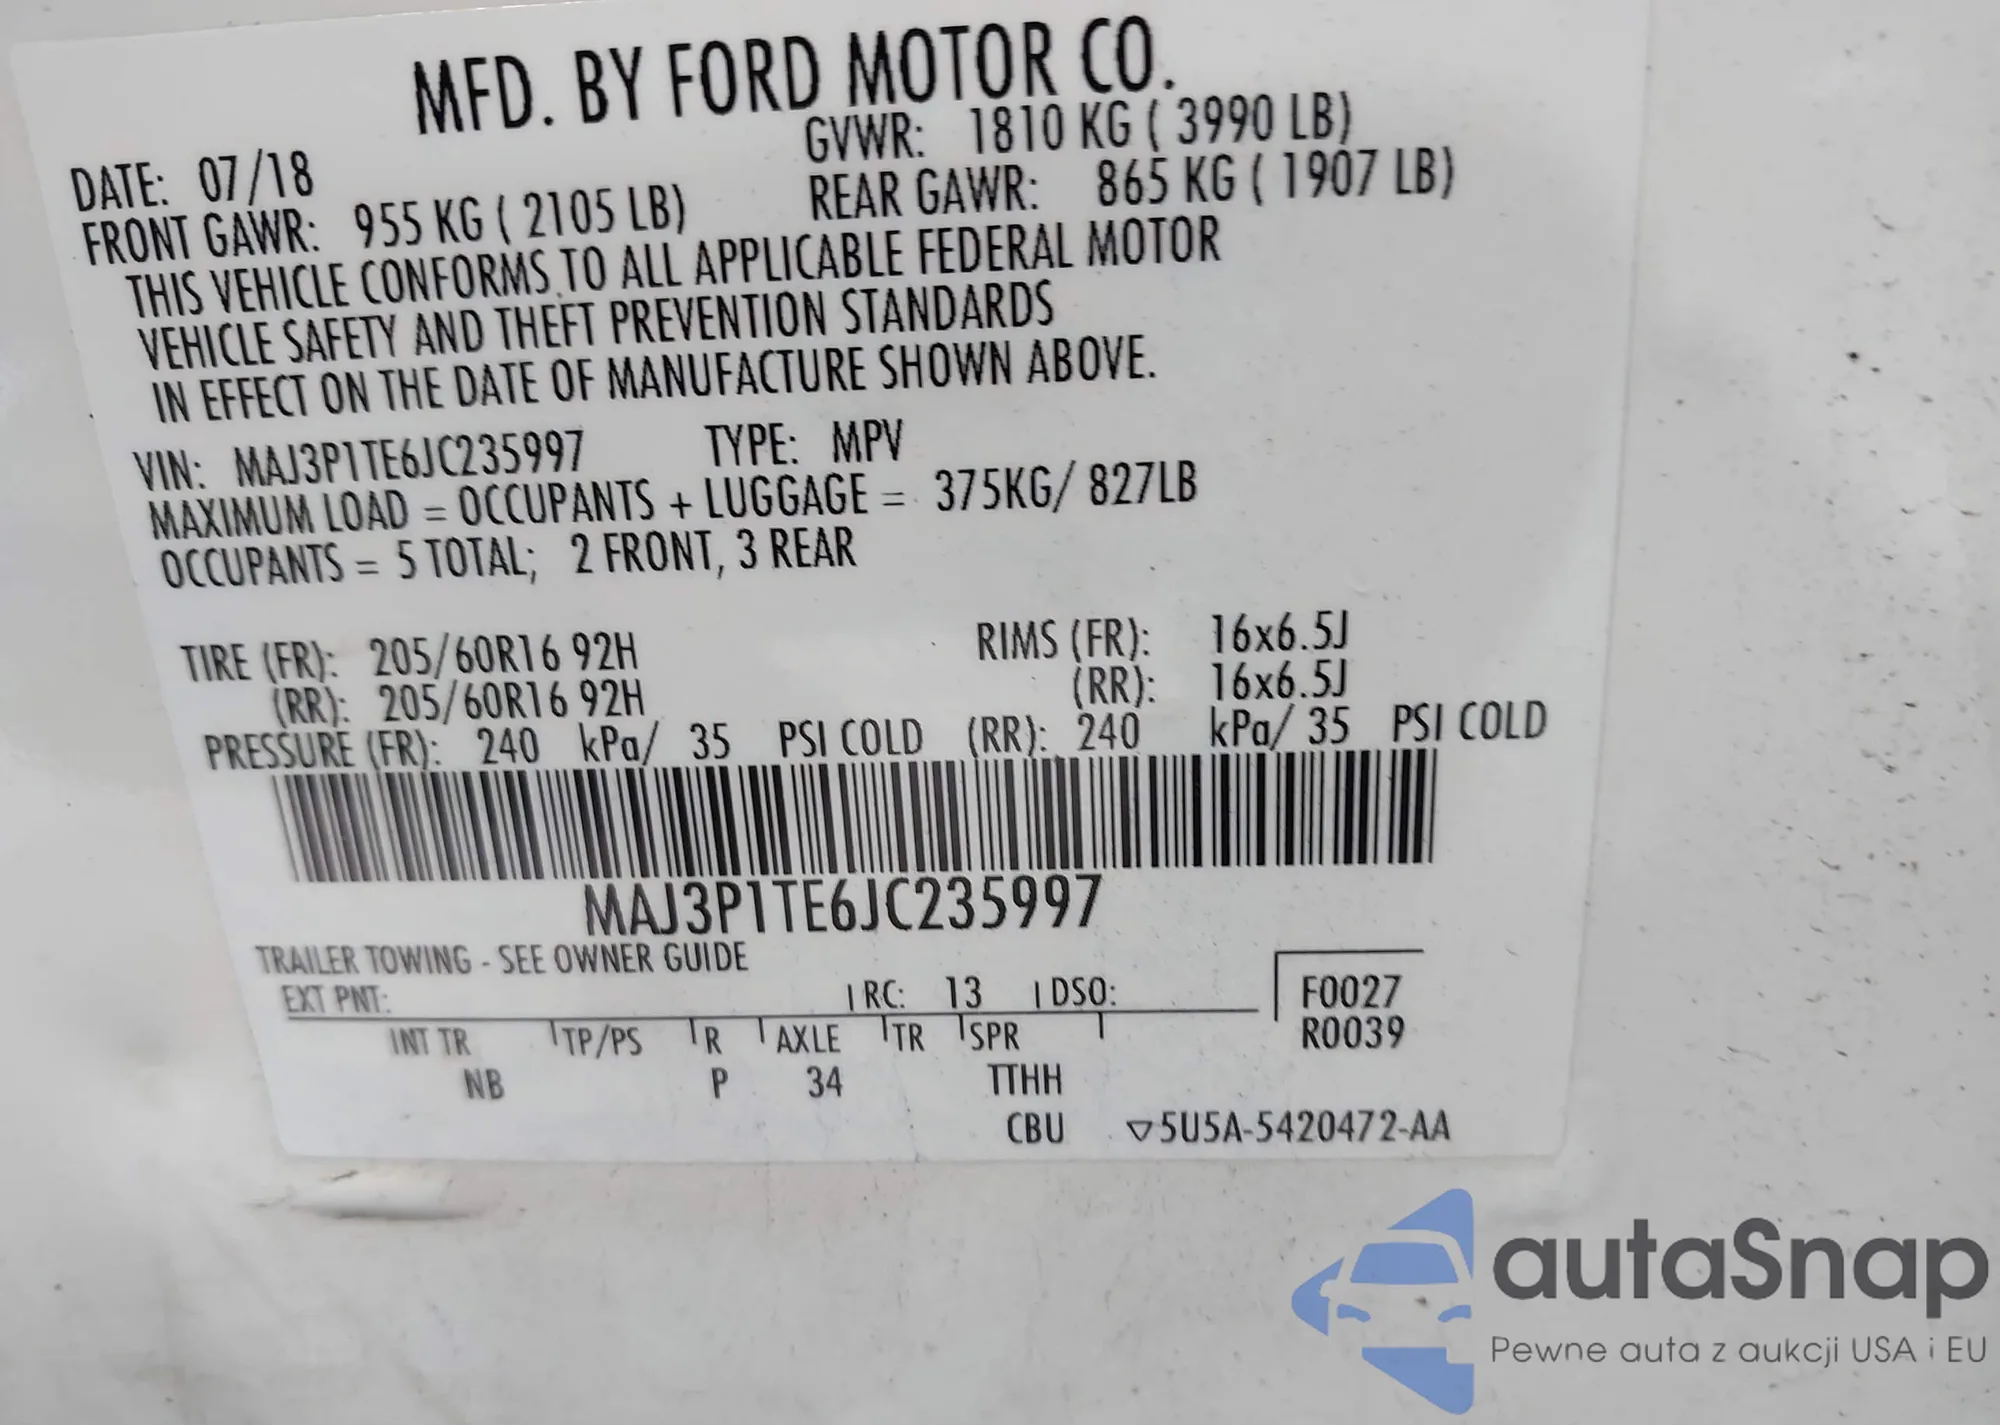 MFD. BY FORD MOTOR CO.
DATE: 07/18 GVWR: 1810 KG ( 3990 LB)
FRONT GAWR: 955 KG ( 2105 LB) REAR GAWR: 865 KG ( 1907 LB)
THIS VEHICLE CONFORMS TO ALL APPLICABLE FEDERAL MOTOR
VEHICLE SAFETY AND THEFT PREVENTION STANDARDS
IN EFFECT ON THE DATE OF MANUFACTURE SHOWN ABOVE.
VIN: MAJ3P1TE6JC235997 TYPE: MPV
MAXIMUM LOAD = OCCUPANTS + LUGGAGE = 375KG/ 827LB
OCCUPANTS = 5 TOTAL; 2 FRONT, 3 REAR
TIRE (FR): 205/60R16 92H RIMS (FR): 16x6.5J
(RR): 205/60R16 92H (RR): 16x6.5J
PRESSURE (FR): 240 kPa/ 35 PSI COLD (RR): 240 kPa/ 35 PSI COLD
MAJ3P1TE6JC235997
TRAILER TOWING - SEE OWNER GUIDE
EXT PNT: RC: 13 DSO: F0027
INT TR TP/PS R AXLE TR SPR R0039
NB P 34 TTHH
CBU ▽5U5A-5420472-AA
autaSnap
Pewne auta z aukcji USA i EU